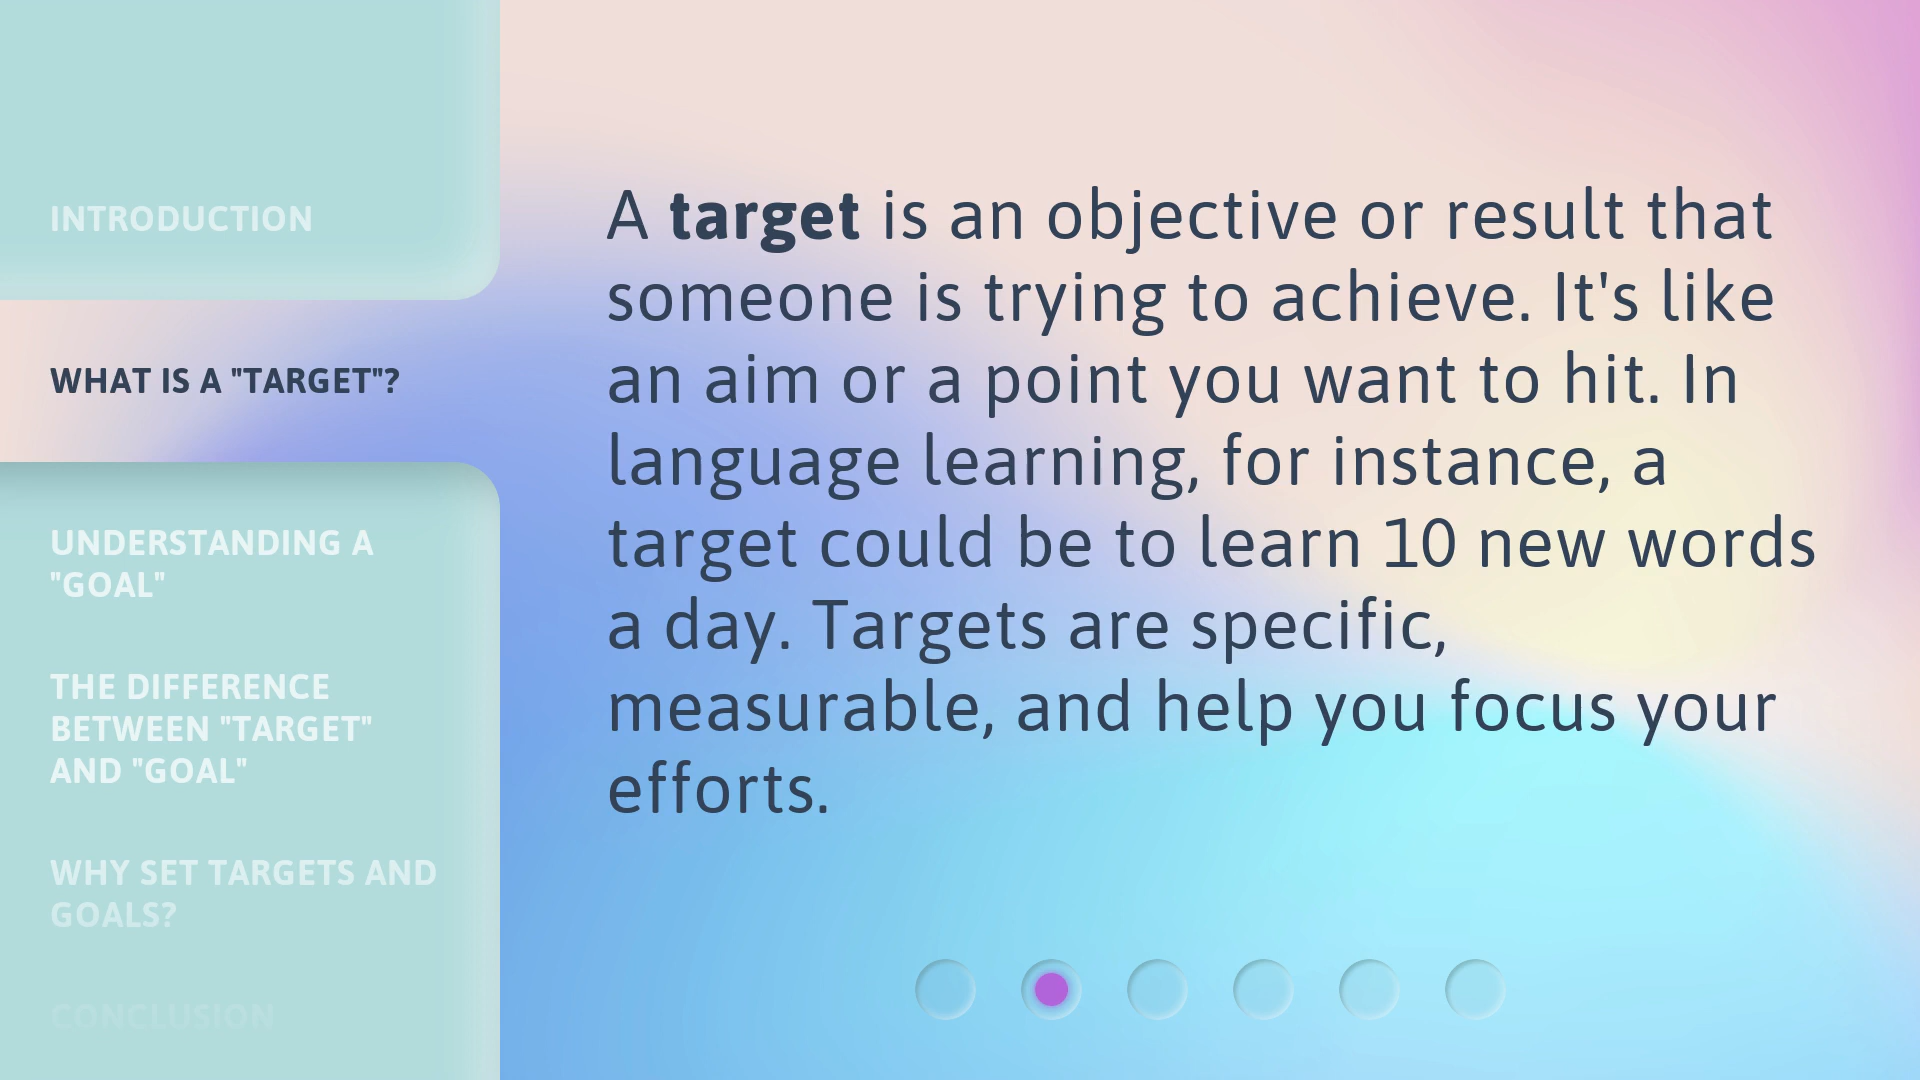 INTRODUCTION
WHAT IS A "TARGET"?
UNDERSTANDING A
"GOAL"
THE DIFFERENCE
BETWEEN "TARGET"
AND "GOAL"
WHY SET TARGETS AND
GOALS?
CONCLUSION
A target is an objective or result that
someone is trying to achieve. It's like
an aim or a point you want to hit. In
language learning, for instance, a
target could be to learn 10 new words
a day. Targets are specific,
measurable, and help you focus your
efforts.